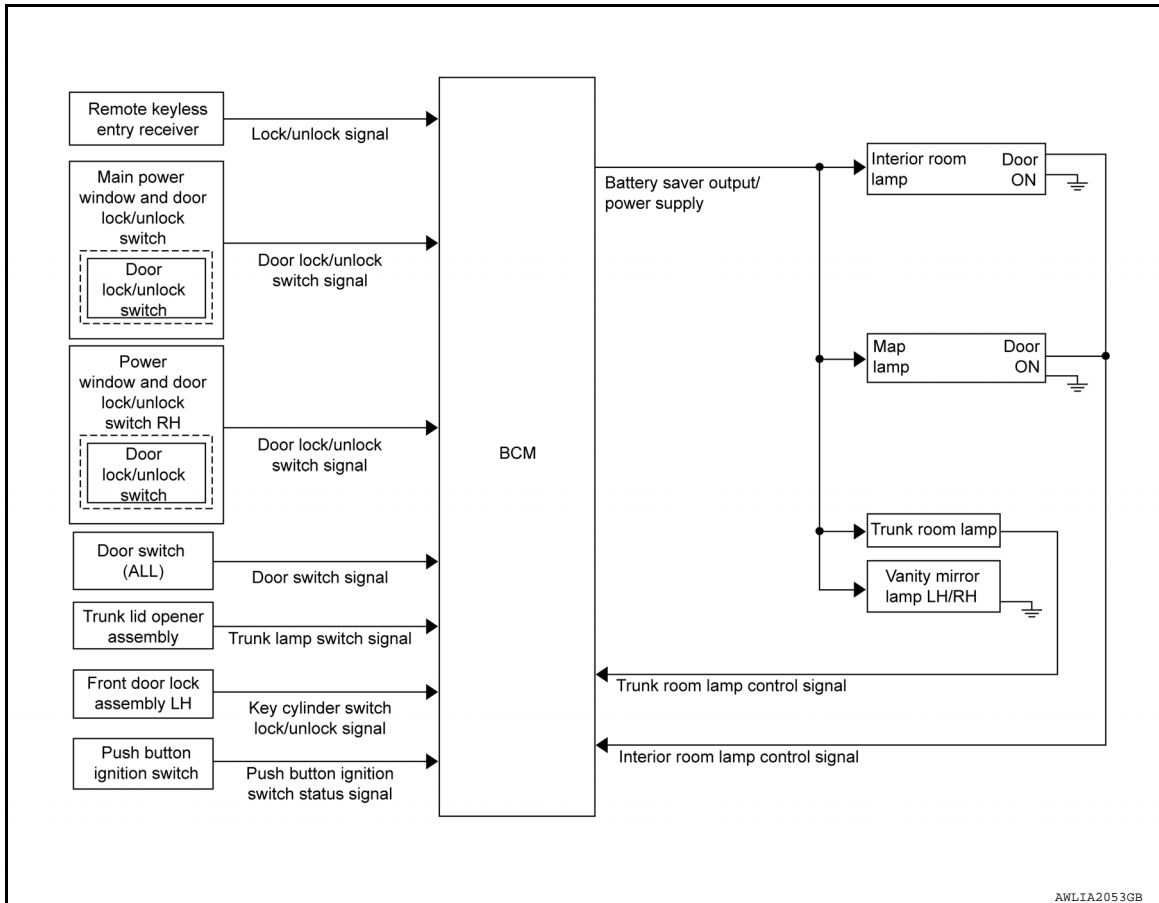 Remote keyless
entry receiver
Lock/unlock signal
Main power
window and door
lock/unlock
switch
Door
lock/unlock
switch
Door lock/unlock
switch signal
Power
window and door
lock/unlock
switch RH
Door
lock/unlock
switch
Door lock/unlock
switch signal
Door switch
(ALL)
Door switch signal
Trunk lid opener
assembly
Trunk lamp switch signal
Front door lock
assembly LH
Key cylinder switch
lock/unlock signal
Push button
ignition switch
Push button ignition
switch status signal
BCM
Battery saver output/
power supply
Interior room
lamp
Door
ON
Map
lamp
Door
ON
Trunk room lamp
Vanity mirror
lamp LH/RH
Trunk room lamp control signal
Interior room lamp control signal
AWLIA2053GB